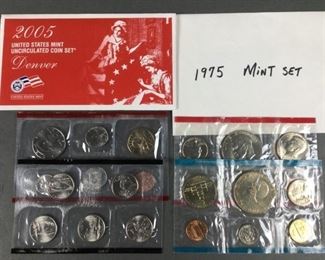 2005
UNITED STATES MINT
UNCIRCULATED COIN SET
Denver
1975 MINT SET